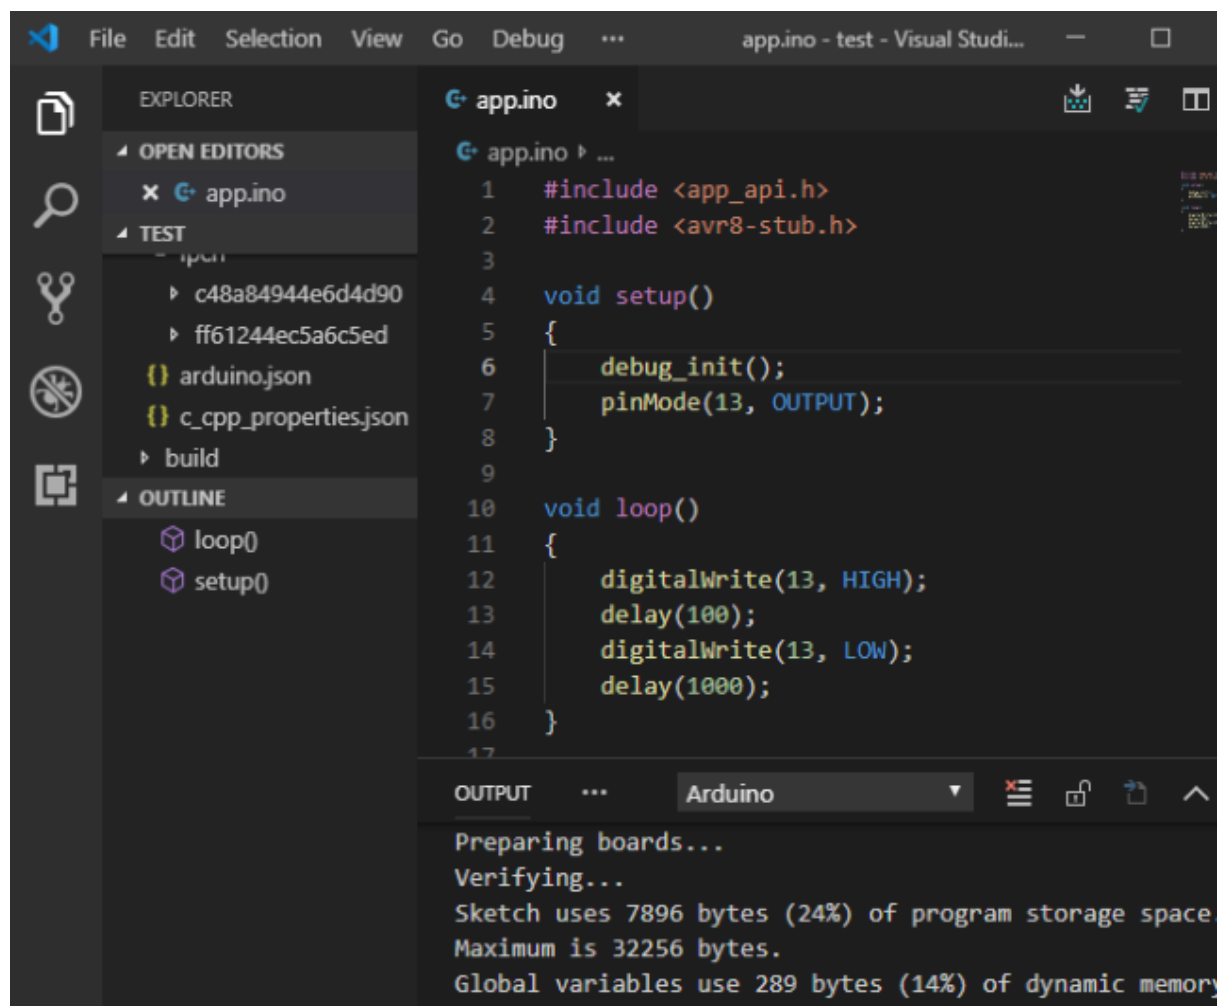 File Edit Selection View Go Debug ··· app.ino - test - Visual Studi...
EXPLORER
OPEN EDITORS
app.ino
TEST
c48a84944e6d4d90
ff61244ec5a6c5ed
{} arduino.json
{} c_cpp_properties.json
build
OUTLINE
loop()
setup()
app.ino
app.ino ...
1 #include <app_api.h>
2 #include <avr8-stub.h>
3
4 void setup()
5 {
6 debug_init();
7 pinMode(13, OUTPUT);
8 }
9
10 void loop()
11 {
12 digitalWrite(13, HIGH);
13 delay(100);
14 digitalWrite(13, LOW);
15 delay(1000);
16 }
17
OUTPUT ··· Arduino
Preparing boards...
Verifying...
Sketch uses 7896 bytes (24%) of program storage space.
Maximum is 32256 bytes.
Global variables use 289 bytes (14%) of dynamic memory